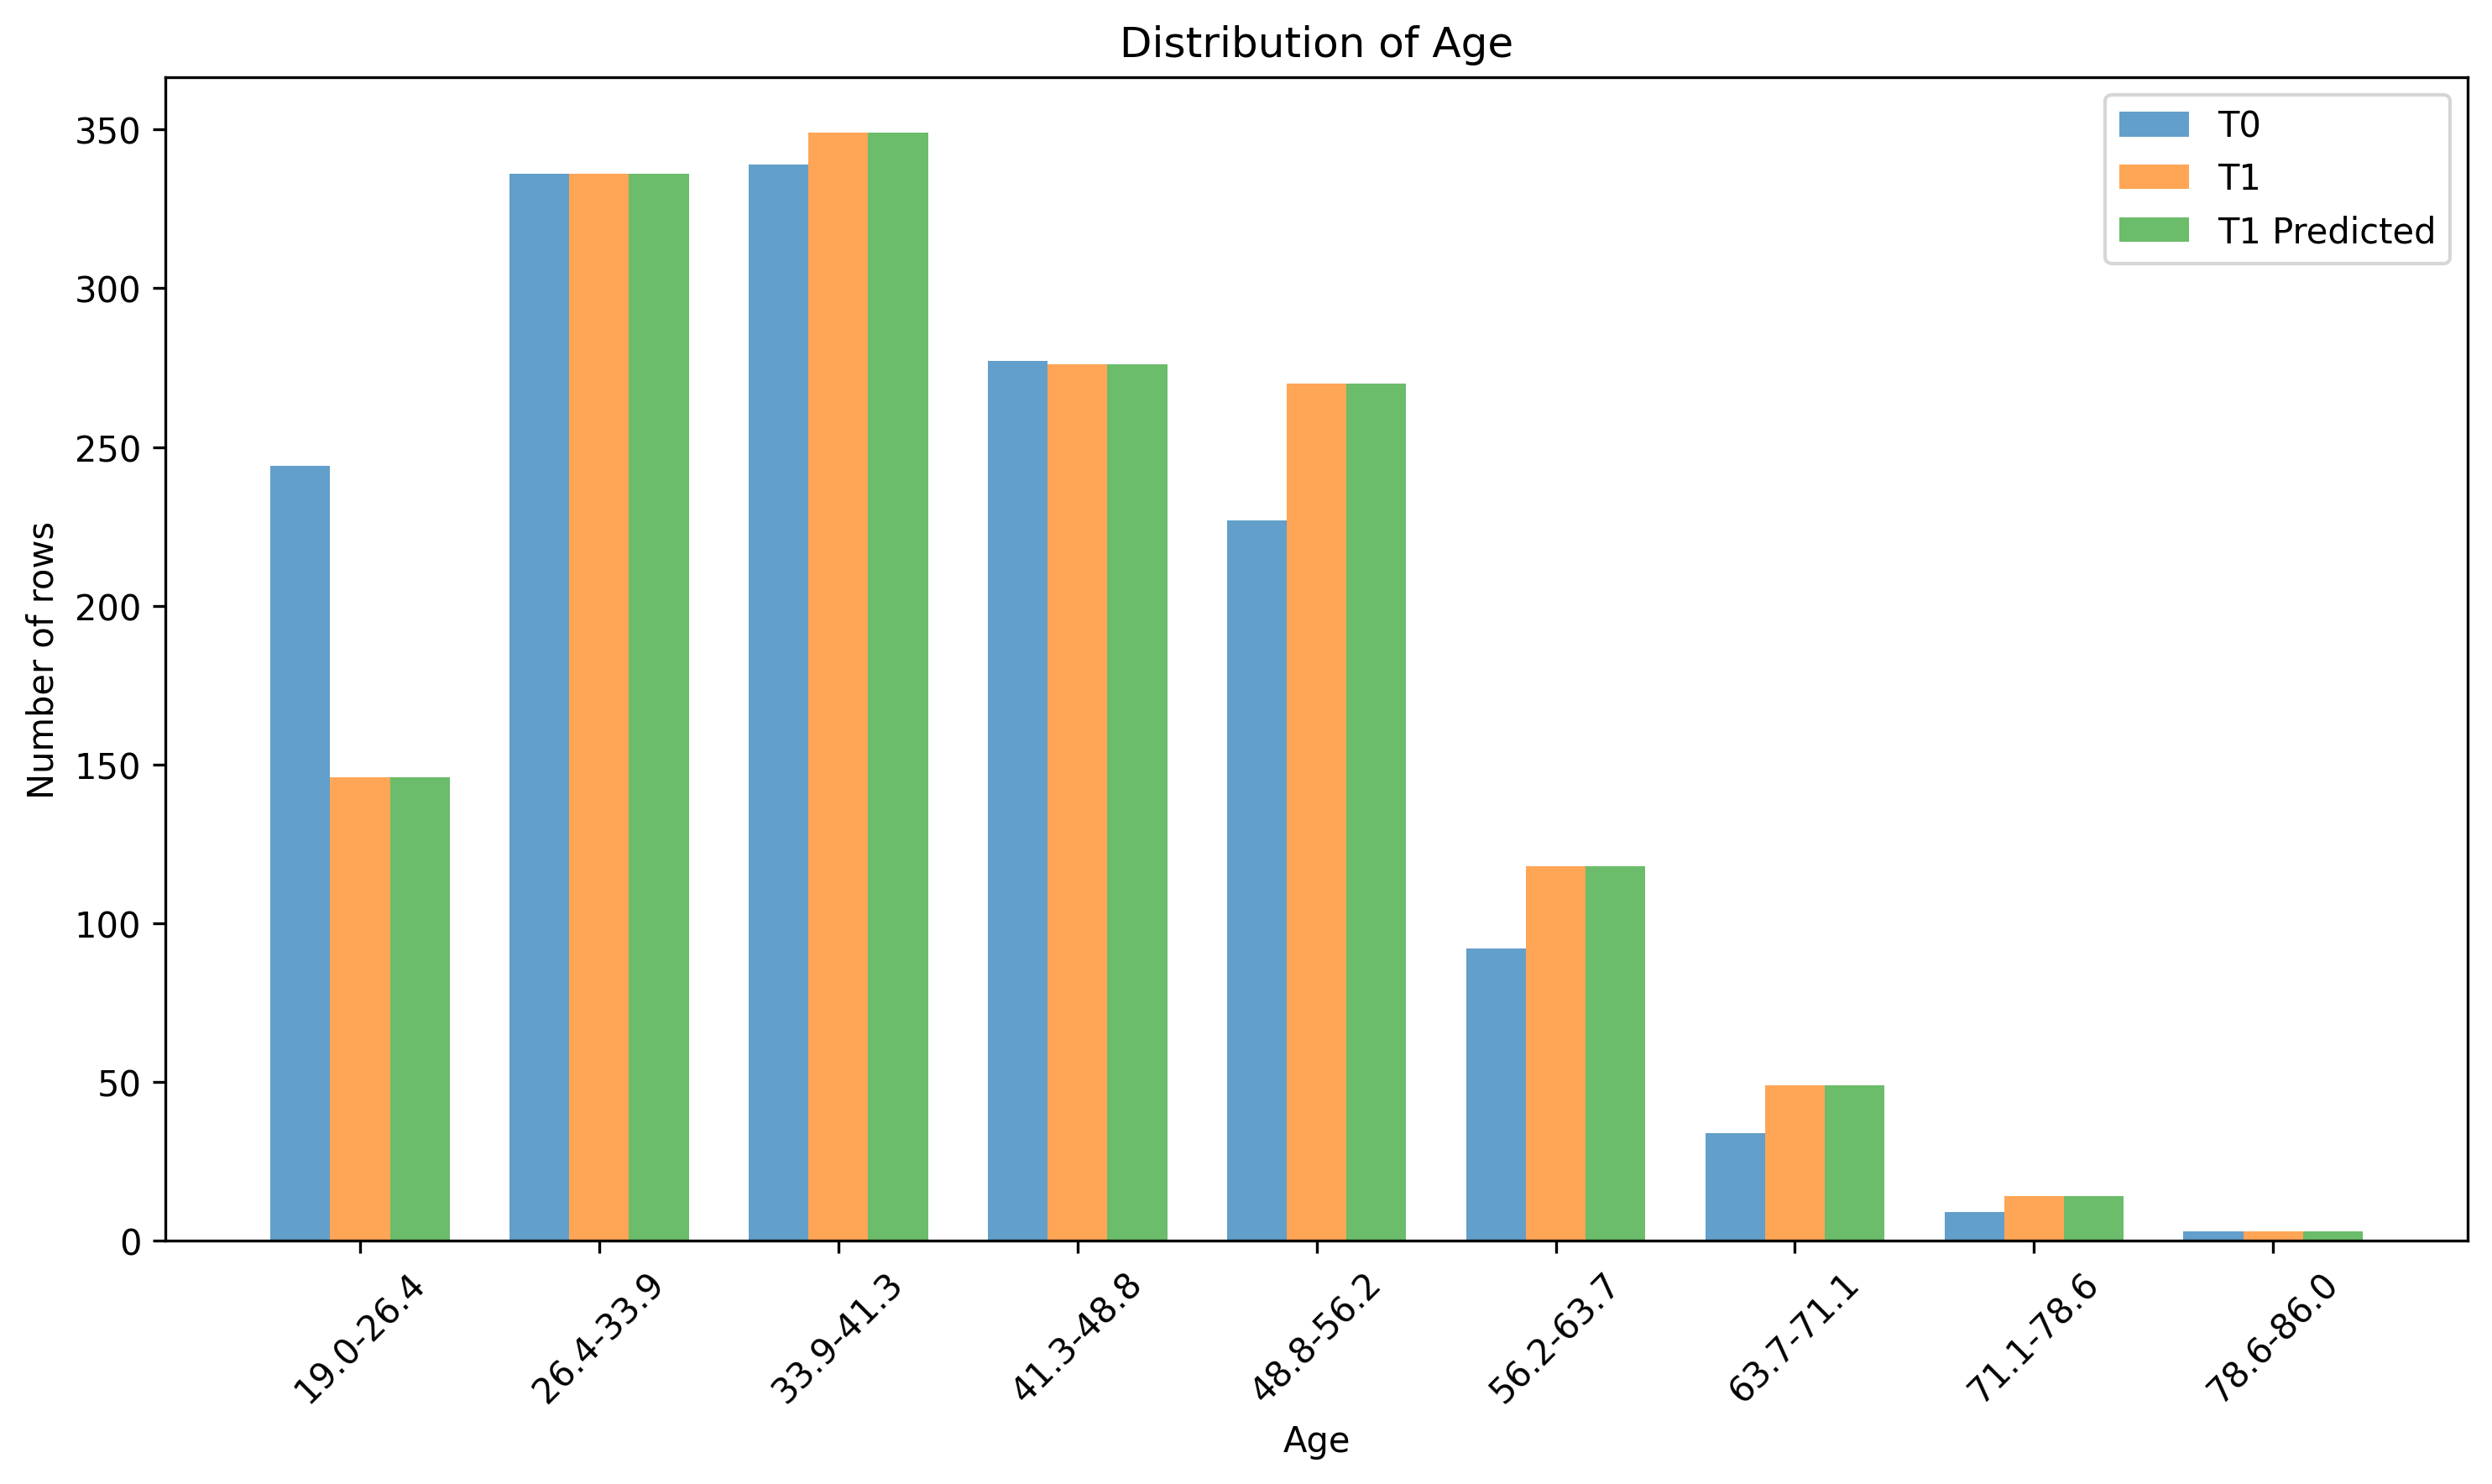 Distribution of Age
T0
T1
T1 Predicted
350
300
250
200
150
100
50
0
Number of rows
19.0-26.4
26.4-33.9
33.9-41.3
41.3-48.8
48.8-56.2
56.2-63.7
63.7-71.1
71.1-78.6
78.6-86.0
Age